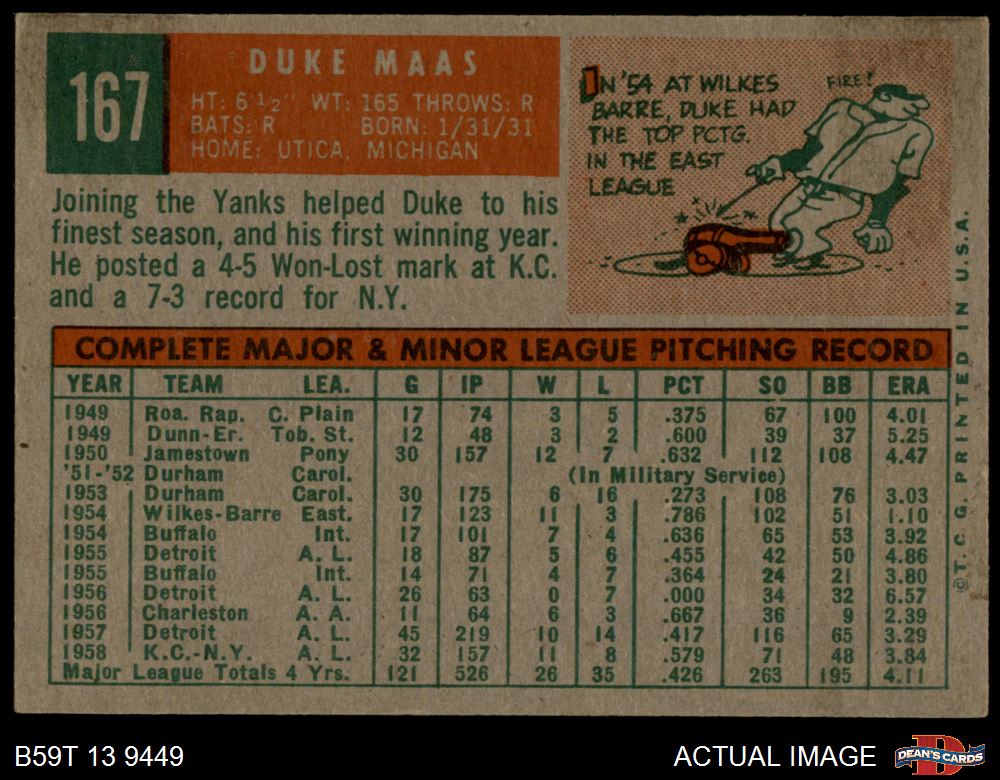 167
DUKE MAAS
HT: 6'½" WT: 165 THROWS: R
BATS: R BORN: 1/31/31
HOME: UTICA, MICHIGAN
Joining the Yanks helped Duke to his
finest season, and his first winning year.
He posted a 4-5 Won-Lost mark at K.C.
and a 7-3 record for N.Y.
IN '54 AT WILKES
BARRE, DUKE HAD
THE TOP PCTG.
IN THE EAST
LEAGUE
FIRE!
COMPLETE MAJOR & MINOR LEAGUE PITCHING RECORD
YEAR TEAM LEA. G IP W L PCT SO BB ERA
1949 Roa. Rap. C. Plain 17 74 3 5 .375 67 100 4.01
1949 Dunn-Er. Tob. St. 12 48 3 2 .600 39 37 5.25
1950 Jamestown Pony 30 157 12 7 .632 112 108 4.47
'51-'52 Durham Carol. (In Military Service)
1953 Durham Carol. 30 175 6 16 .273 108 76 3.03
1954 Wilkes-Barre East. 17 123 11 3 .786 102 51 1.10
1954 Buffalo Int. 17 101 7 4 .636 65 53 3.92
1955 Detroit A. L. 18 87 5 6 .455 42 50 4.86
1955 Buffalo Int. 14 71 4 7 .364 24 21 3.80
1956 Detroit A. L. 26 63 0 7 .000 34 32 6.57
1956 Charleston A. A. 11 64 6 3 .667 36 9 2.39
1957 Detroit A. L. 45 219 10 14 .417 116 65 3.29
1958 K.C.-N.Y. A. L. 32 157 11 8 .579 71 48 3.84
Major League Totals 4 Yrs. 121 526 26 35 .426 263 195 4.11
©T. C. G. PRINTED IN U.S.A.
B59T 13 9449
ACTUAL IMAGE
D
DEAN'S CARDS